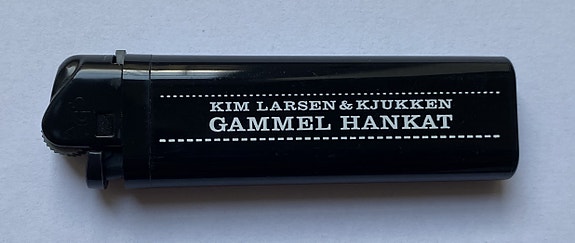 KIM LARSEN & KJUKKEN
GAMMEL HANKAT